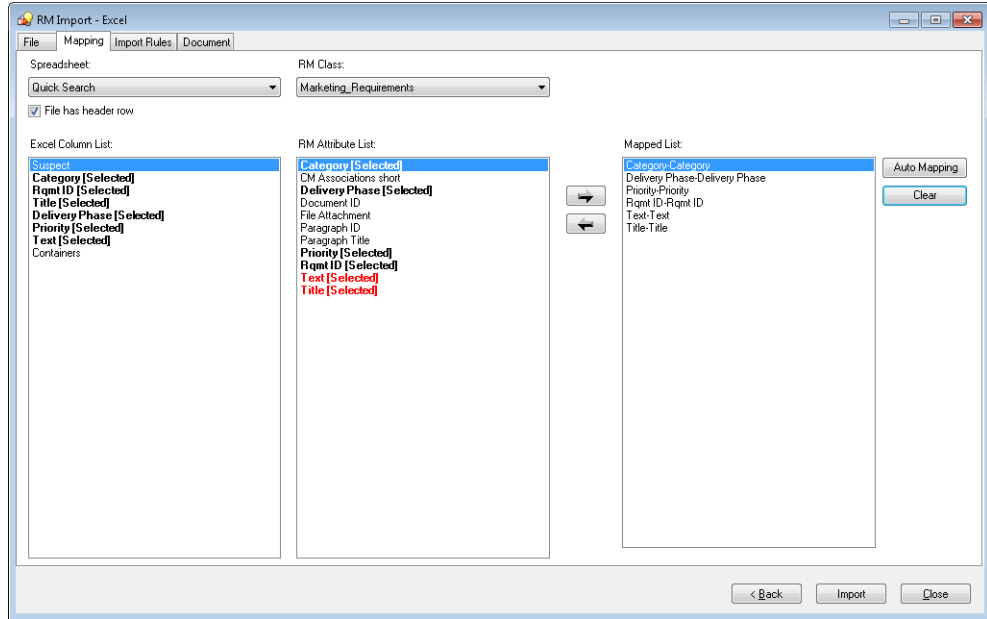 RM Import - Excel
File Mapping Import Rules Document
Spreadsheet: RM Class:
Quick Search Marketing_Requirements
File has header row
Excel Column List:
Suspect
Category [Selected]
Rqmt ID [Selected]
Title [Selected]
Delivery Phase [Selected]
Priority [Selected]
Text [Selected]
Containers
RM Attribute List:
Category [Selected]
CM Associations short
Delivery Phase [Selected]
Document ID
File Attachment
Paragraph ID
Paragraph Title
Priority [Selected]
Rqmt ID [Selected]
Text [Selected]
Title [Selected]
Mapped List:
Category-Category
Delivery Phase-Delivery Phase
Priority-Priority
Rqmt ID-Rqmt ID
Text-Text
Title-Title
Auto Mapping
Clear
< Back Import Close